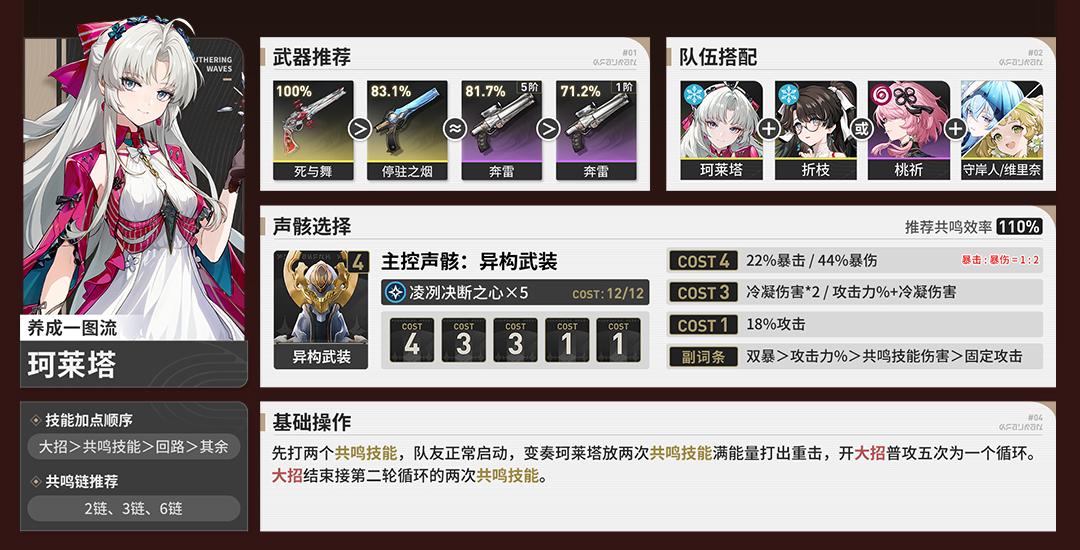 WUTHERING
WAVES
养成一图流
珂莱塔
技能加点顺序
大招＞共鸣技能＞回路＞其余
共鸣链推荐
2链、3链、6链
武器推荐
#01
100%
83.1%
81.7%
5阶
71.2%
1阶
> ≈ >
死与舞
停驻之烟
奔雷
奔雷
队伍搭配
#02
+ 或 +
珂莱塔
折枝
桃祈
守岸人/维里奈
声骸选择
推荐共鸣效率 110%
4
异构武装
主控声骸：异构武装
凌冽决断之心×5
COST: 12/12
COST COST COST COST COST
4 3 3 1 1
COST 4 22%暴击 / 44%暴伤 暴击 : 暴伤 = 1 : 2
COST 3 冷凝伤害*2 / 攻击力%+冷凝伤害
COST 1 18%攻击
副词条 双暴＞攻击力%＞共鸣技能伤害＞固定攻击
基础操作
#04
先打两个共鸣技能，队友正常启动，变奏珂莱塔放两次共鸣技能满能量打出重击，开大招普攻五次为一个循环。
大招结束接第二轮循环的两次共鸣技能。